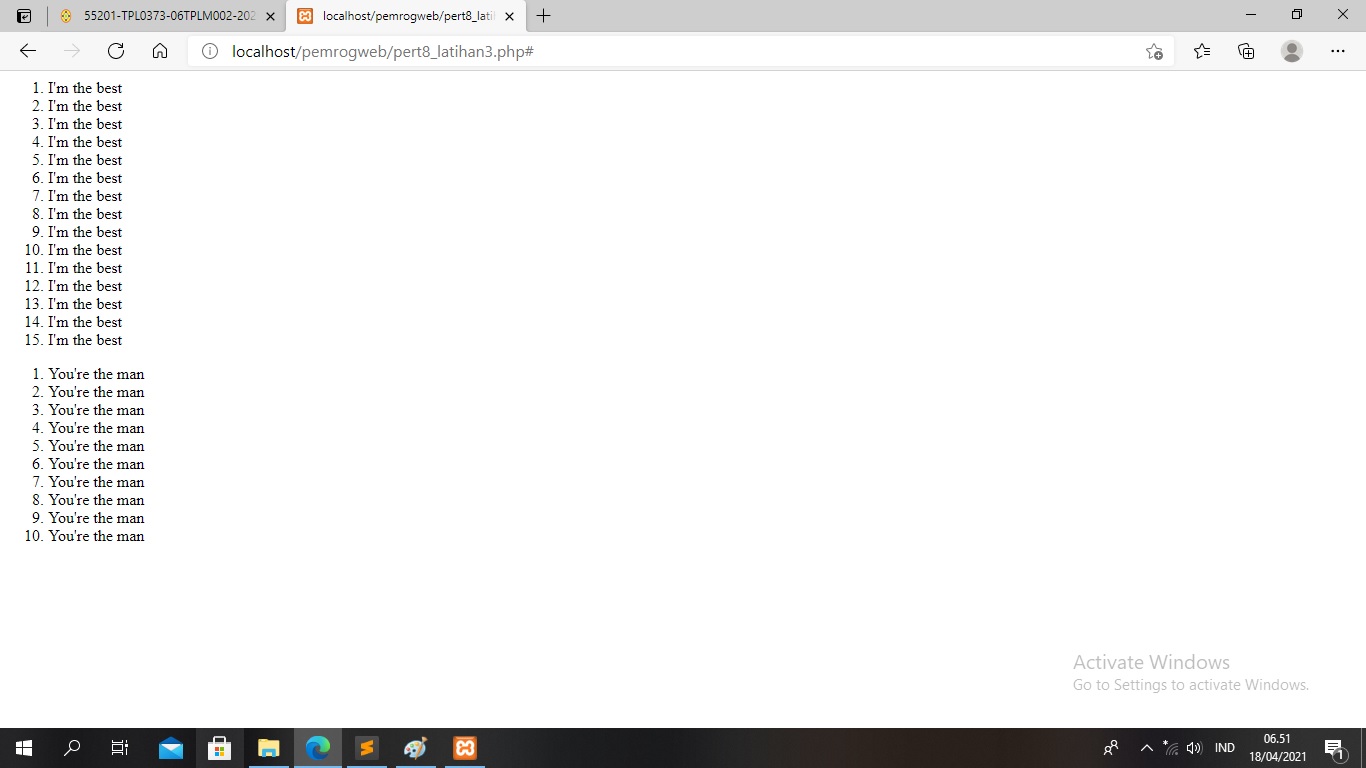 55201-TPL0373-06TPLM002-202
localhost/pemrogweb/pert8_lati
localhost/pemrogweb/pert8_latihan3.php#
1. I'm the best
2. I'm the best
3. I'm the best
4. I'm the best
5. I'm the best
6. I'm the best
7. I'm the best
8. I'm the best
9. I'm the best
10. I'm the best
11. I'm the best
12. I'm the best
13. I'm the best
14. I'm the best
15. I'm the best
1. You're the man
2. You're the man
3. You're the man
4. You're the man
5. You're the man
6. You're the man
7. You're the man
8. You're the man
9. You're the man
10. You're the man
Activate Windows
Go to Settings to activate Windows.
IND
06.51
18/04/2021
1